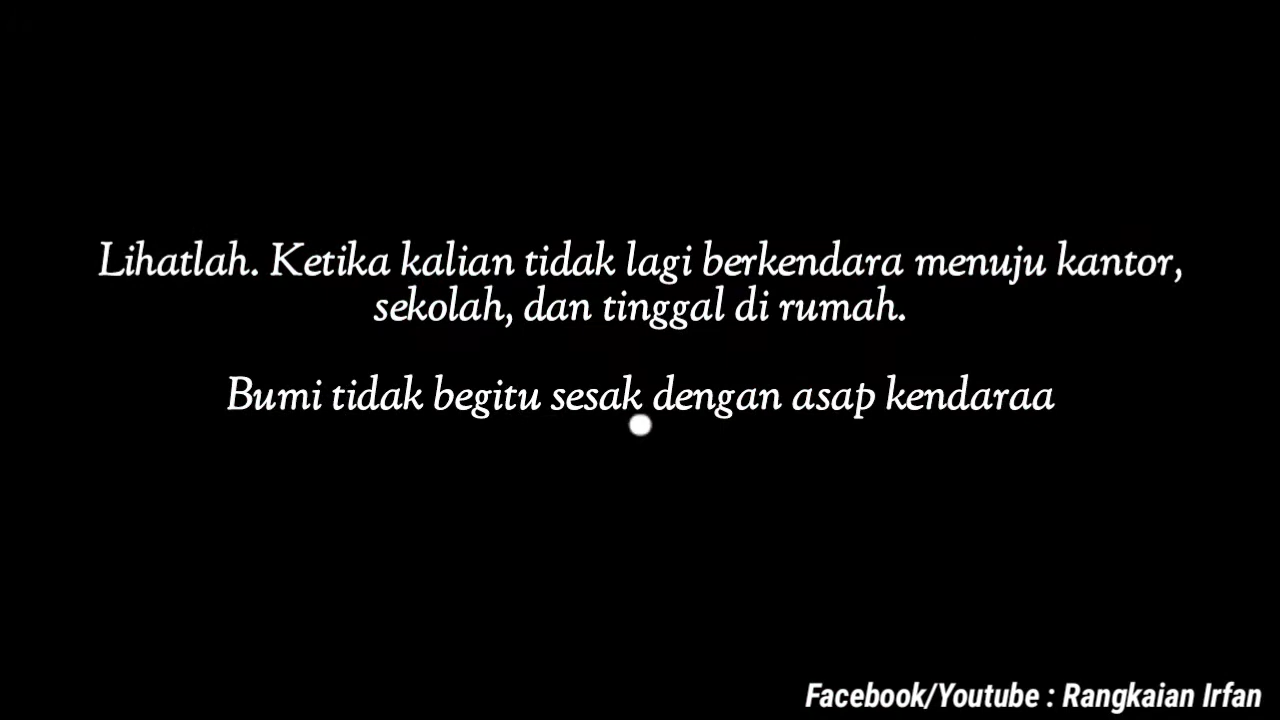 Lihatlah. Ketika kalian tidak lagi berkendara menuju kantor,
sekolah, dan tinggal di rumah.
Bumi tidak begitu sesak dengan asap kendaraa
Facebook/Youtube : Rangkaian Irfan